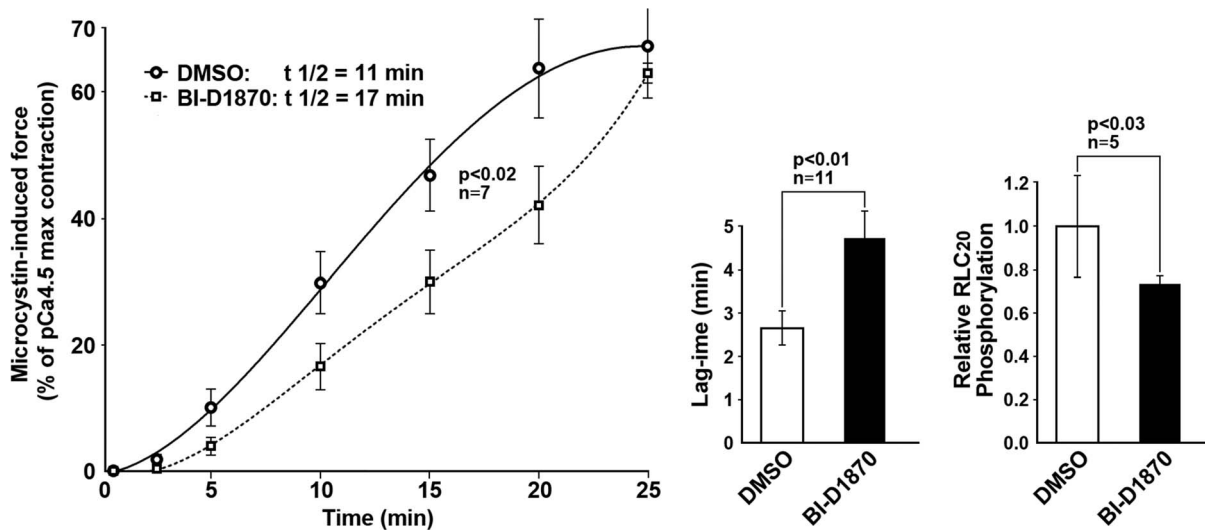 Microcystin-induced force
(% of pCa4.5 max contraction)
70
60
40
20
0
DMSO: t 1/2 = 11 min
BI-D1870: t 1/2 = 17 min
p<0.02
n=7
5
10
15
20
25
Time (min)
Lag-ime (min)
5
4
3
2
1
0
p<0.01
n=11
DMSO
BI-D1870
Relative RLC20
Phosphorylation
1.2
1.0
0.8
0.6
0.4
0.2
0.0
p<0.03
n=5
DMSO
BI-D1870